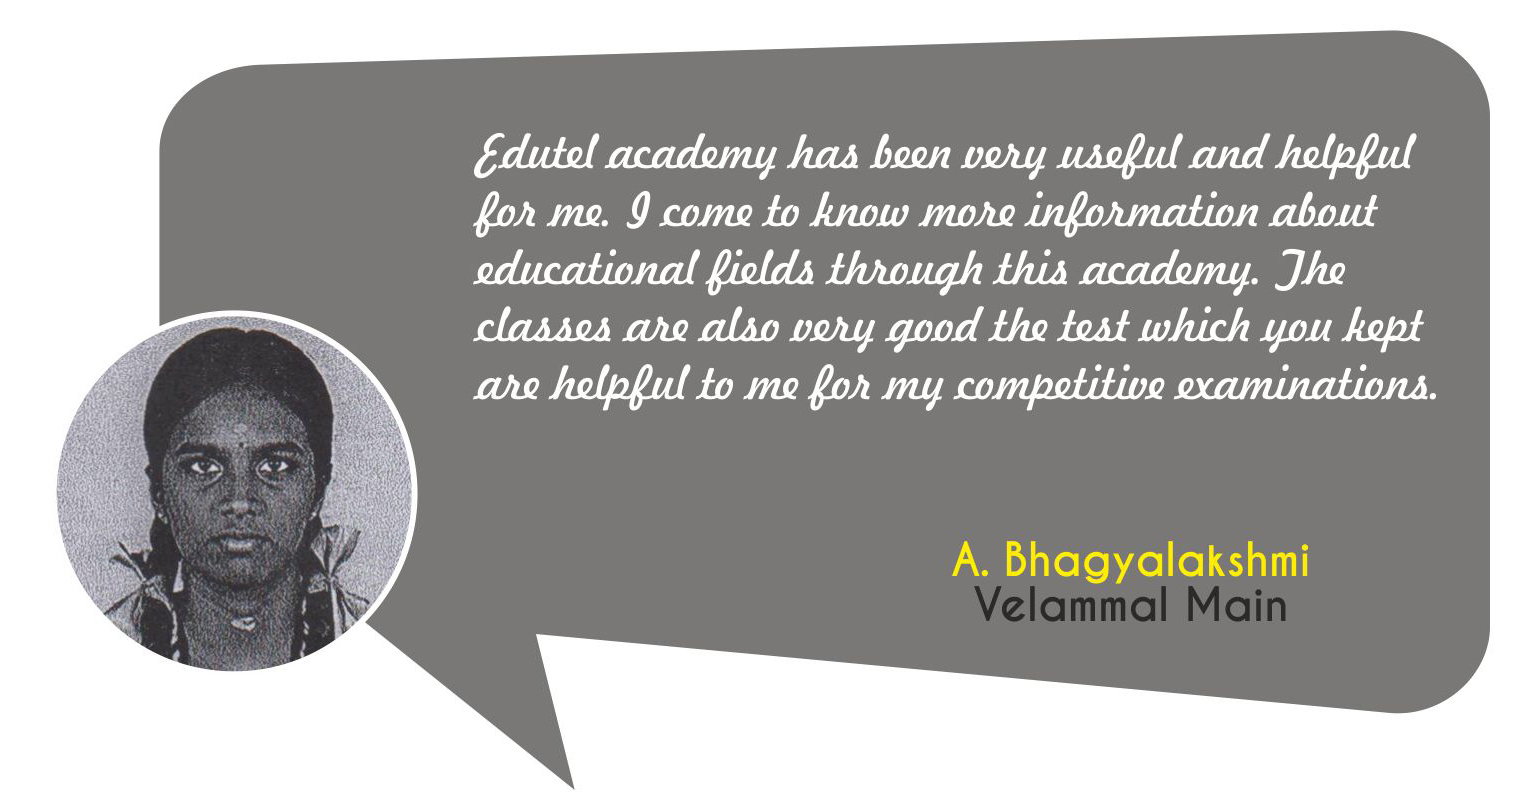 Edutel academy has been very useful and helpful
for me. I come to know more information about
educational fields through this academy. The
classes are also very good the test which you kept
are helpful to me for my competitive examinations.
A. Bhagyalakshmi
Velammal Main